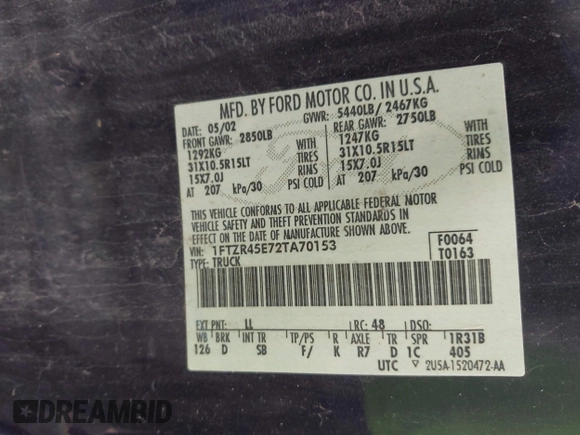 MFD. BY FORD MOTOR CO. IN U.S.A.
DATE: 05/02 GVWR: 5440LB/ 2467KG
FRONT GAWR: 2850LB REAR GAWR: 2750LB
1292KG WITH 1247KG WITH
31X10.5R15LT TIRES 31X10.5R15LT TIRES
15X7.0J RIMS 15X7.0J RIMS
AT 207 kPa/30 PSI COLD AT 207 kPa/30 PSI COLD
THIS VEHICLE CONFORMS TO ALL APPLICABLE FEDERAL MOTOR
VEHICLE SAFETY AND THEFT PREVENTION STANDARDS IN
EFFECT ON THE DATE OF MANUFACTURE SHOWN ABOVE.
VIN: 1FTZR45E72TA70153 F0064
TYPE: TRUCK T0163
EXT PNT: LL RC: 48 DSO:
WB BRK INT TR TP/PS R AXLE TR SPR 1R31B
126 D SB F/ K R7 D 1C 405
UTC ▽ 2U5A-1520472-AA
DREAMBID